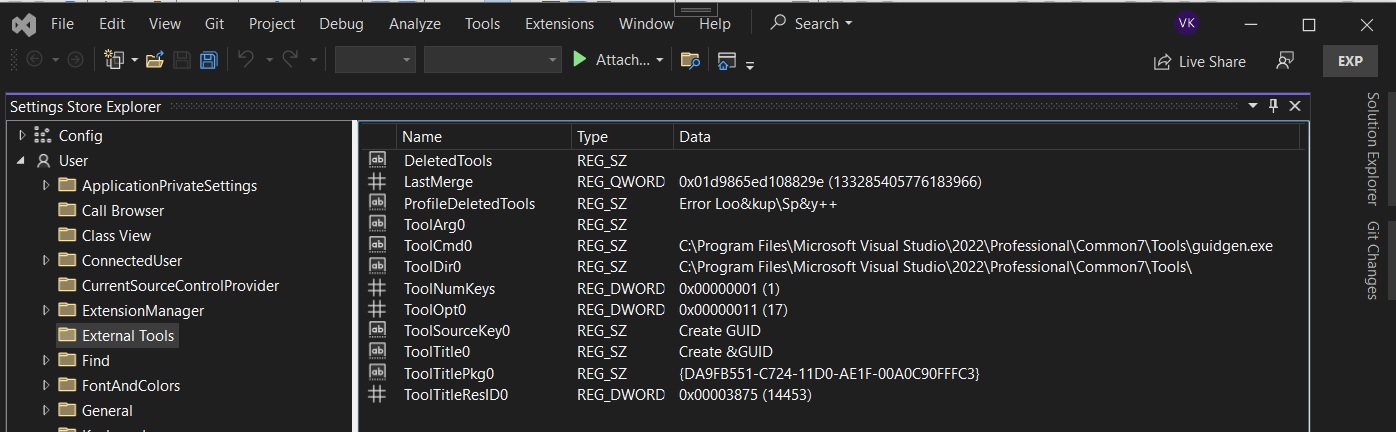 File Edit View Git Project Debug Analyze Tools Extensions Window Help Search VK
Attach... Live Share EXP
Settings Store Explorer
Config
User
ApplicationPrivateSettings
Call Browser
Class View
ConnectedUser
CurrentSourceControlProvider
ExtensionManager
External Tools
Find
FontAndColors
General
Name Type Data
DeletedTools REG_SZ
LastMerge REG_QWORD 0x01d9865ed108829e (133285405776183966)
ProfileDeletedTools REG_SZ Error Loo&kup\Sp&y++
ToolArg0 REG_SZ
ToolCmd0 REG_SZ C:\Program Files\Microsoft Visual Studio\2022\Professional\Common7\Tools\guidgen.exe
ToolDir0 REG_SZ C:\Program Files\Microsoft Visual Studio\2022\Professional\Common7\Tools\
ToolNumKeys REG_DWORD 0x00000001 (1)
ToolOpt0 REG_DWORD 0x00000011 (17)
ToolSourceKey0 REG_SZ Create GUID
ToolTitle0 REG_SZ Create &GUID
ToolTitlePkg0 REG_SZ {DA9FB551-C724-11D0-AE1F-00A0C90FFFC3}
ToolTitleResID0 REG_DWORD 0x00003875 (14453)
Solution Explorer
Git Changes